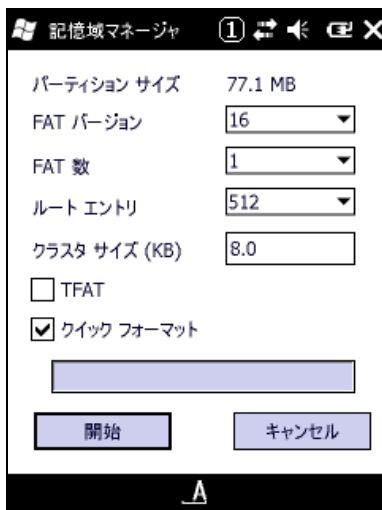 記憶域マネージャ 1
パーティション サイズ 77.1 MB
FAT バージョン 16
FAT 数 1
ルート エントリ 512
クラスタ サイズ (KB) 8.0
TFAT
クイック フォーマット
開始 キャンセル
A